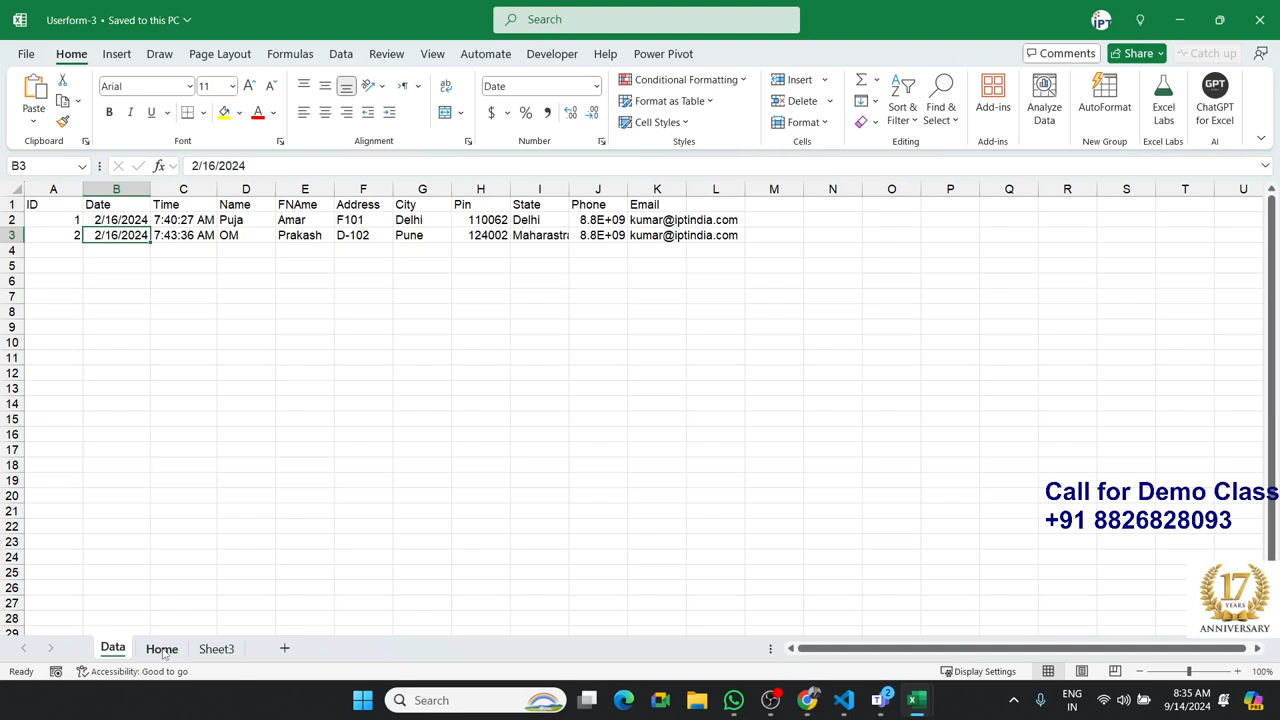 Userform-3 • Saved to this PC
Search
File Home Insert Draw Page Layout Formulas Data Review View Automate Developer Help Power Pivot
Comments Share Catch up
Paste
Clipboard
Arial 11
B I U
Font
Alignment
Date
$ % ,
Number
Conditional Formatting
Format as Table
Cell Styles
Styles
Insert
Delete
Format
Cells
Sort & Filter
Find & Select
Editing
Add-ins
Add-ins
Analyze Data
AutoFormat
New Group
Excel Labs
Excel Labs
GPT
ChatGPT for Excel
AI
B3 fx 2/16/2024
A B C D E F G H I J K L M N O P Q R S T U
1 ID Date Time Name FNAme Address City Pin State Phone Email
2 1 2/16/2024 7:40:27 AM Puja Amar F101 Delhi 110062 Delhi 8.8E+09 kumar@iptindia.com
3 2 2/16/2024 7:43:36 AM OM Prakash D-102 Pune 124002 Maharastra 8.8E+09 kumar@iptindia.com
4
5
6
7
8
9
10
11
12
13
14
15
16
17
18
19
20
21
22
23
24
25
26
27
28
29
Call for Demo Class
+91 8826828093
17
YEARS
ANNIVERSARY
Data Home Sheet3
Ready Accessibility: Good to go Display Settings 100%
Search
ENG
IN
8:35 AM
9/14/2024